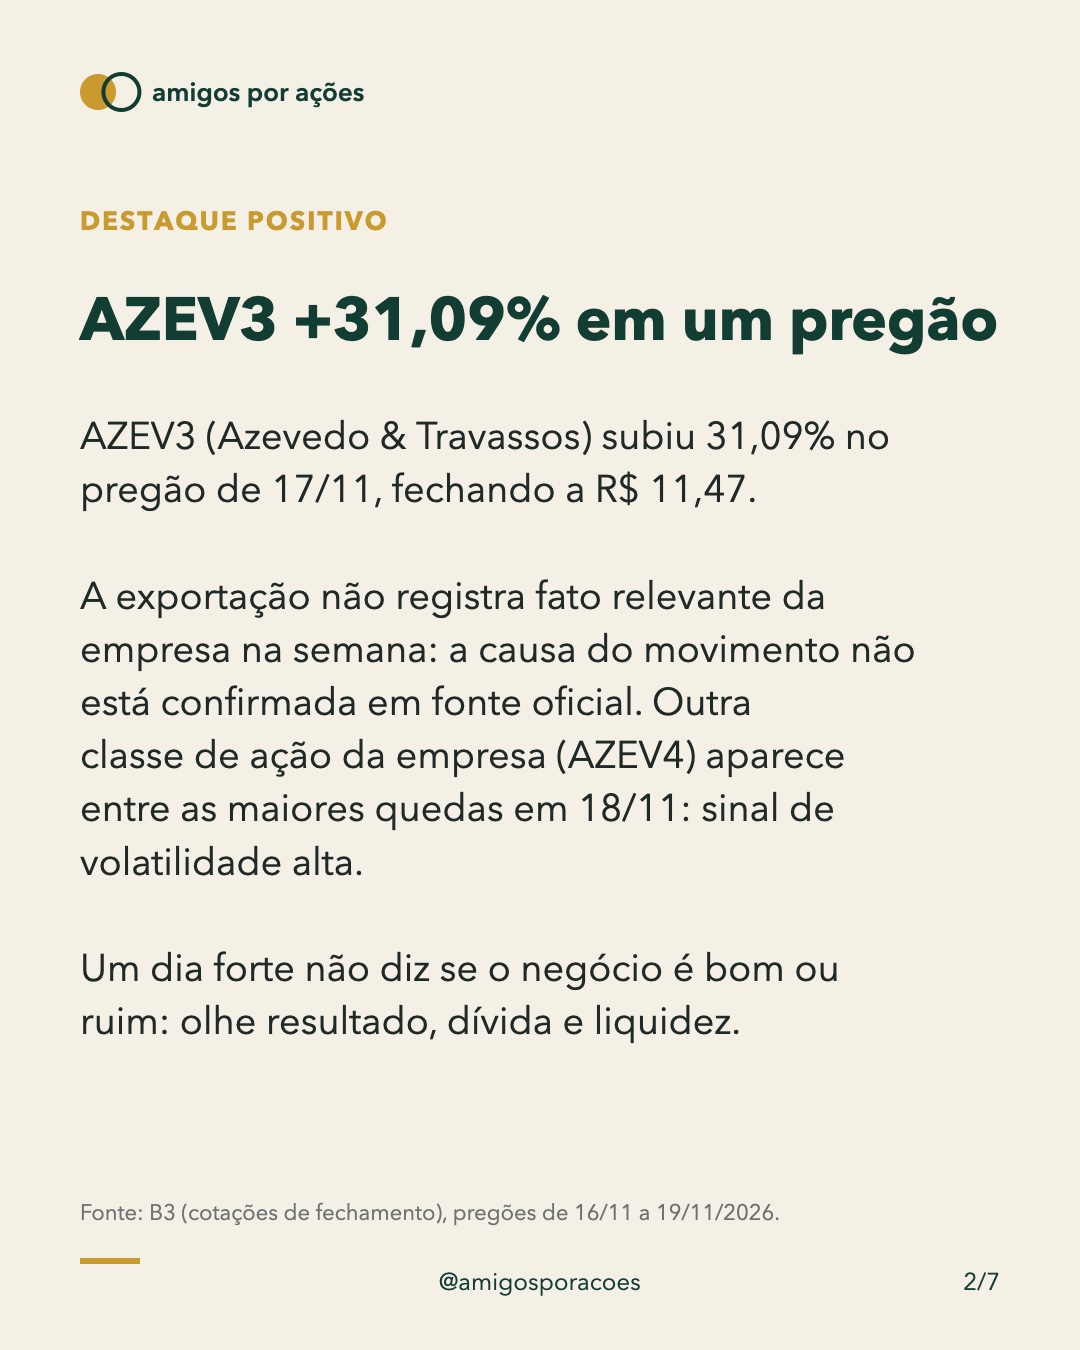 amigos por ações
DESTAQUE POSITIVO
AZEV3 +31,09% em um pregão
AZEV3 (Azevedo & Travassos) subiu 31,09% no
pregão de 17/11, fechando a R$ 11,47.
A exportação não registra fato relevante da
empresa na semana: a causa do movimento não
está confirmada em fonte oficial. Outra
classe de ação da empresa (AZEV4) aparece
entre as maiores quedas em 18/11: sinal de
volatilidade alta.
Um dia forte não diz se o negócio é bom ou
ruim: olhe resultado, dívida e liquidez.
Fonte: B3 (cotações de fechamento), pregões de 16/11 a 19/11/2026.
@amigosporacoes
2/7